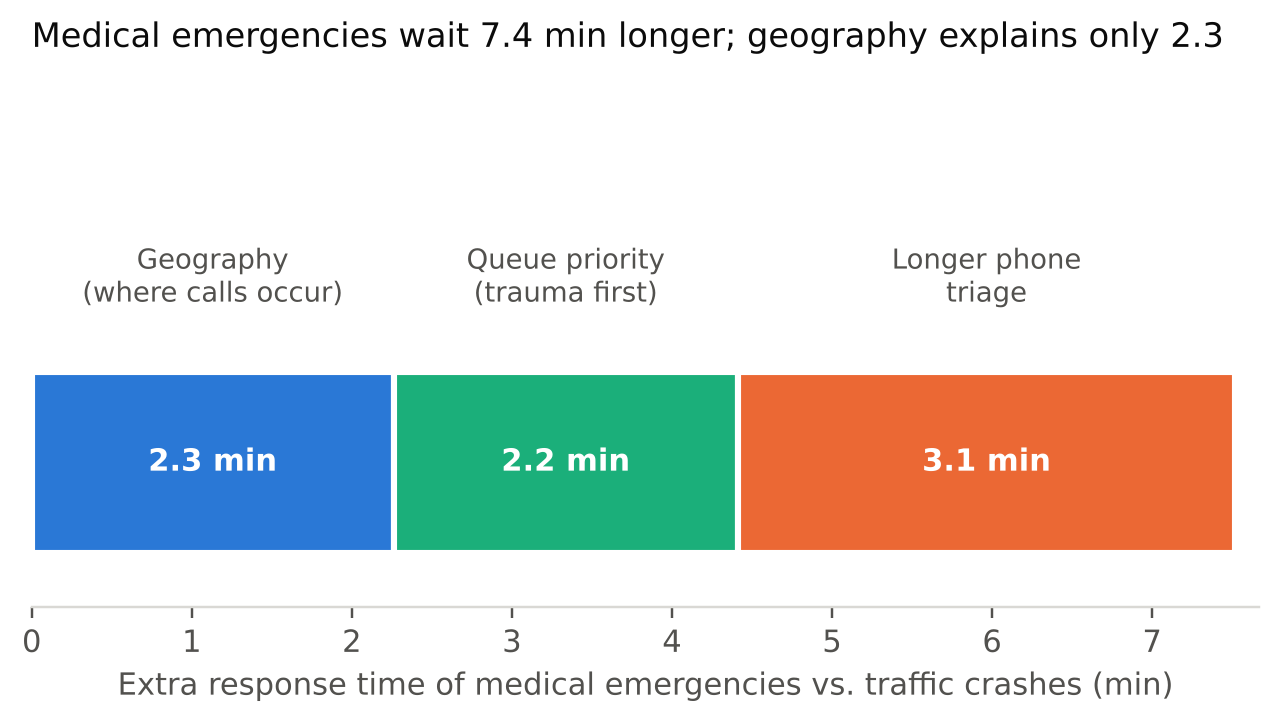 Medical emergencies wait 7.4 min longer; geography explains only 2.3
Geography
(where calls occur)
Queue priority
(trauma first)
Longer phone
triage
2.3 min
2.2 min
3.1 min
0 1 2 3 4 5 6 7
Extra response time of medical emergencies vs. traffic crashes (min)